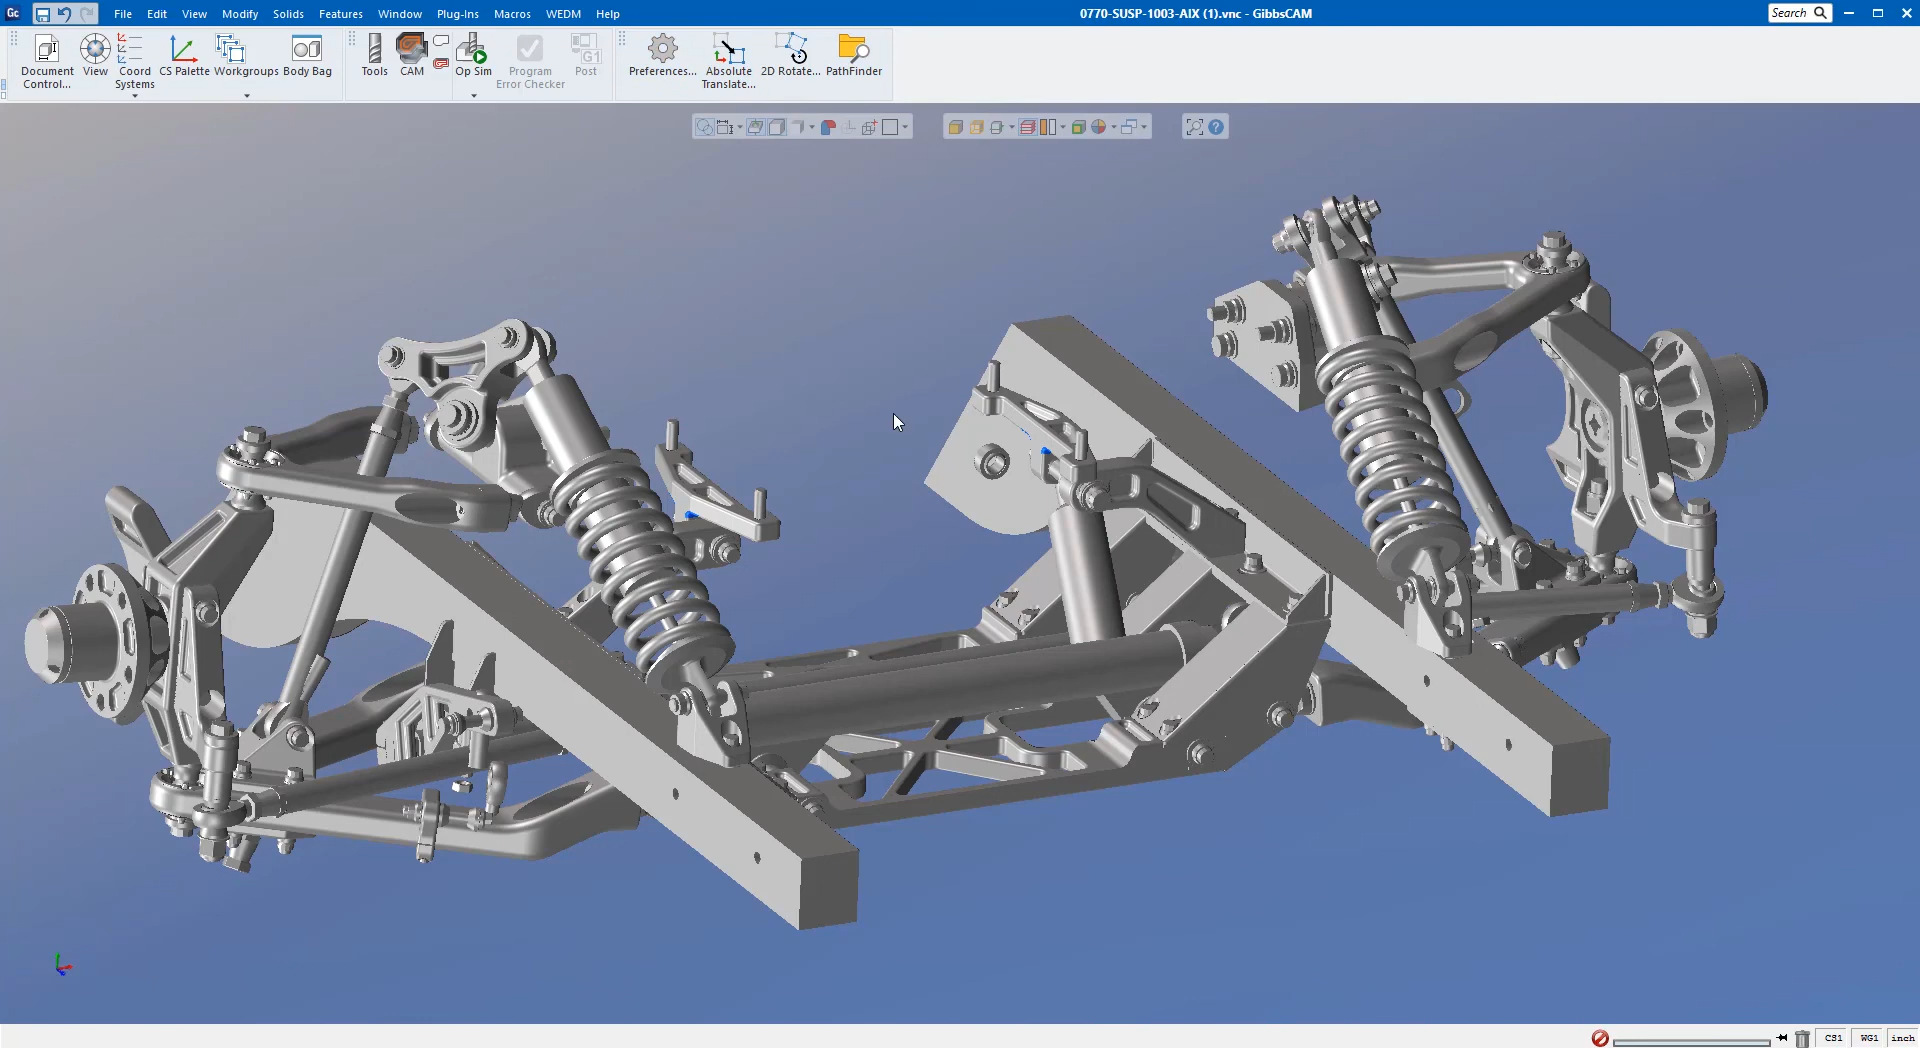 Gc File Edit View Modify Solids Features Window Plug-Ins Macros WEDM Help 0770-SUSP-1003-AIX (1).vnc - GibbsCAM Search
Document Control...
View
Coord Systems
CS Palette
Workgroups
Body Bag
Tools
CAM
Op Sim
Program Error Checker
G1
Post
Preferences...
Absolute Translate...
2D Rotate...
PathFinder
?
CS1 WG1 inch